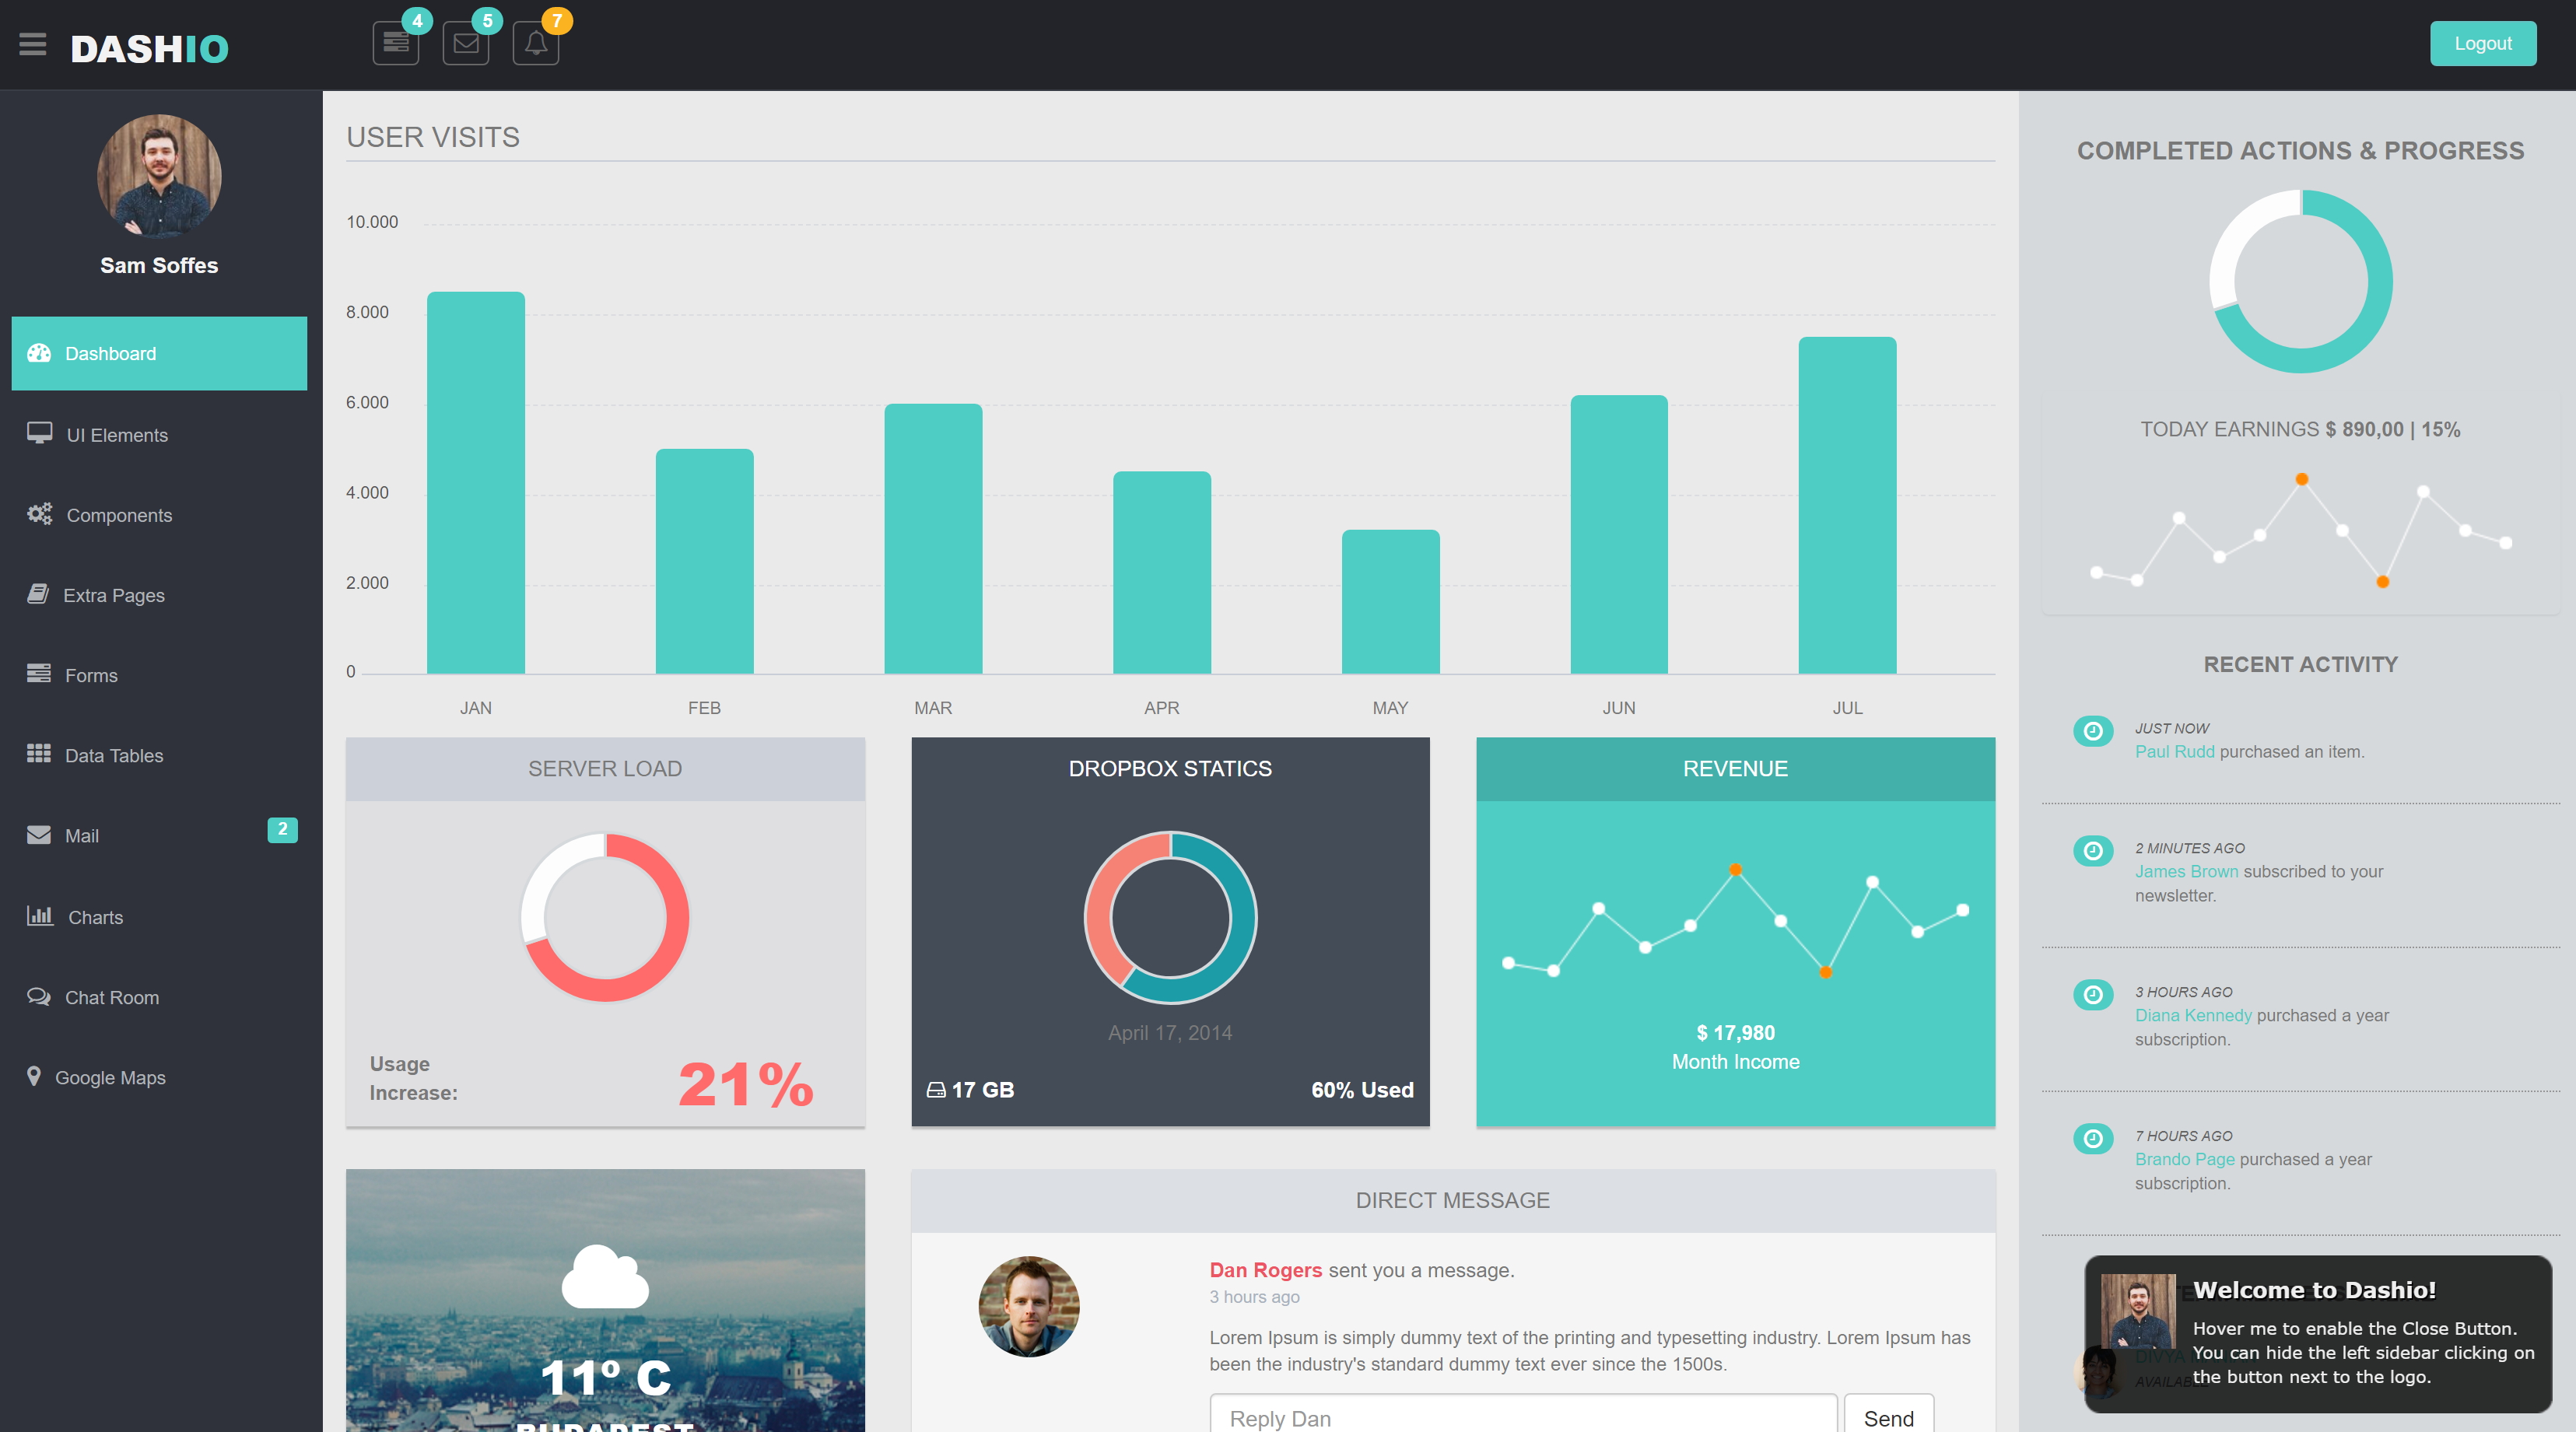 DASHIO
4
5
7
Logout
Sam Soffes
Dashboard
UI Elements
Components
Extra Pages
Forms
Data Tables
Mail
2
Charts
Chat Room
Google Maps
USER VISITS
10.000
8.000
6.000
4.000
2.000
0
JAN
FEB
MAR
APR
MAY
JUN
JUL
SERVER LOAD
Usage
Increase:
21%
DROPBOX STATICS
April 17, 2014
17 GB
60% Used
REVENUE
$ 17,980
Month Income
11º C
BUDAPEST
DIRECT MESSAGE
Dan Rogers sent you a message.
3 hours ago
Lorem Ipsum is simply dummy text of the printing and typesetting industry. Lorem Ipsum has
been the industry's standard dummy text ever since the 1500s.
Reply Dan
Send
COMPLETED ACTIONS & PROGRESS
TODAY EARNINGS $ 890,00 | 15%
RECENT ACTIVITY
JUST NOW
Paul Rudd purchased an item.
2 MINUTES AGO
James Brown subscribed to your
newsletter.
3 HOURS AGO
Diana Kennedy purchased a year
subscription.
7 HOURS AGO
Brando Page purchased a year
subscription.
Welcome to Dashio!
Hover me to enable the Close Button.
You can hide the left sidebar clicking on
the button next to the logo.
DIVYA
AVAILABLE